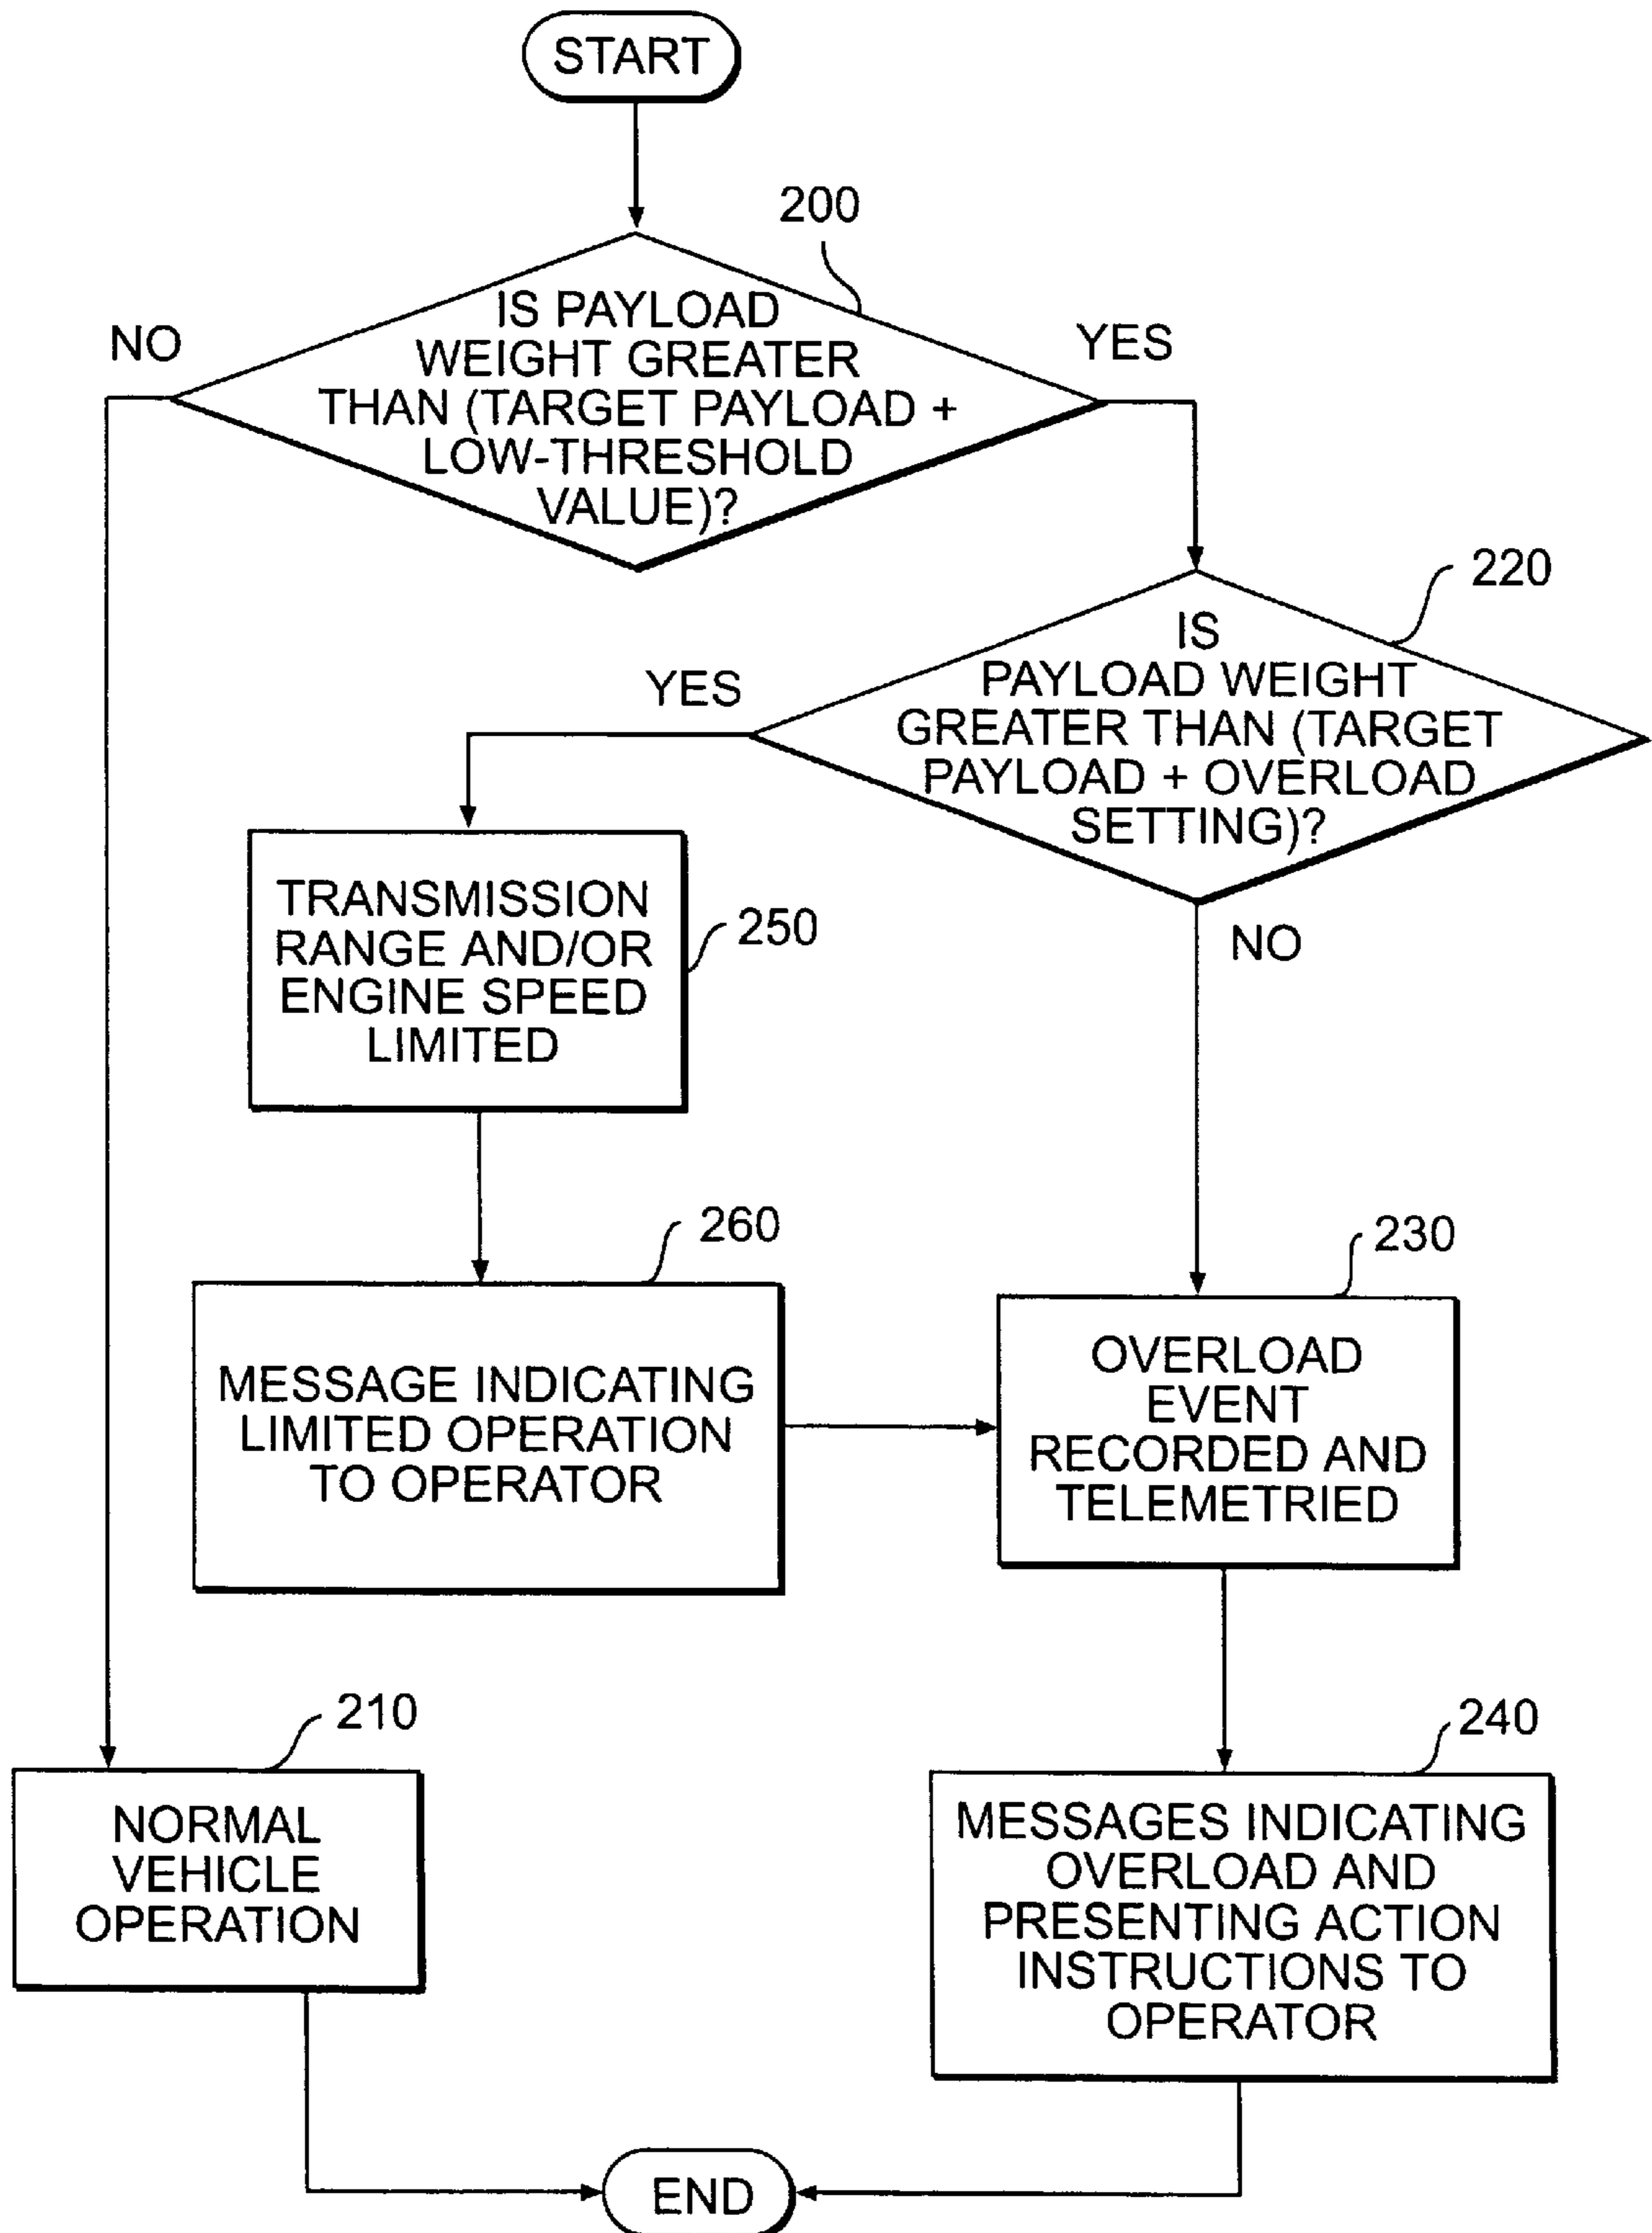 START
200
IS PAYLOAD
WEIGHT GREATER
THAN (TARGET PAYLOAD +
LOW-THRESHOLD
VALUE)?
NO
YES
220
IS
PAYLOAD WEIGHT
GREATER THAN (TARGET
PAYLOAD + OVERLOAD
SETTING)?
YES
NO
250
TRANSMISSION
RANGE AND/OR
ENGINE SPEED
LIMITED
260
MESSAGE INDICATING
LIMITED OPERATION
TO OPERATOR
230
OVERLOAD
EVENT
RECORDED AND
TELEMETRIED
210
NORMAL
VEHICLE
OPERATION
240
MESSAGES INDICATING
OVERLOAD AND
PRESENTING ACTION
INSTRUCTIONS TO
OPERATOR
END